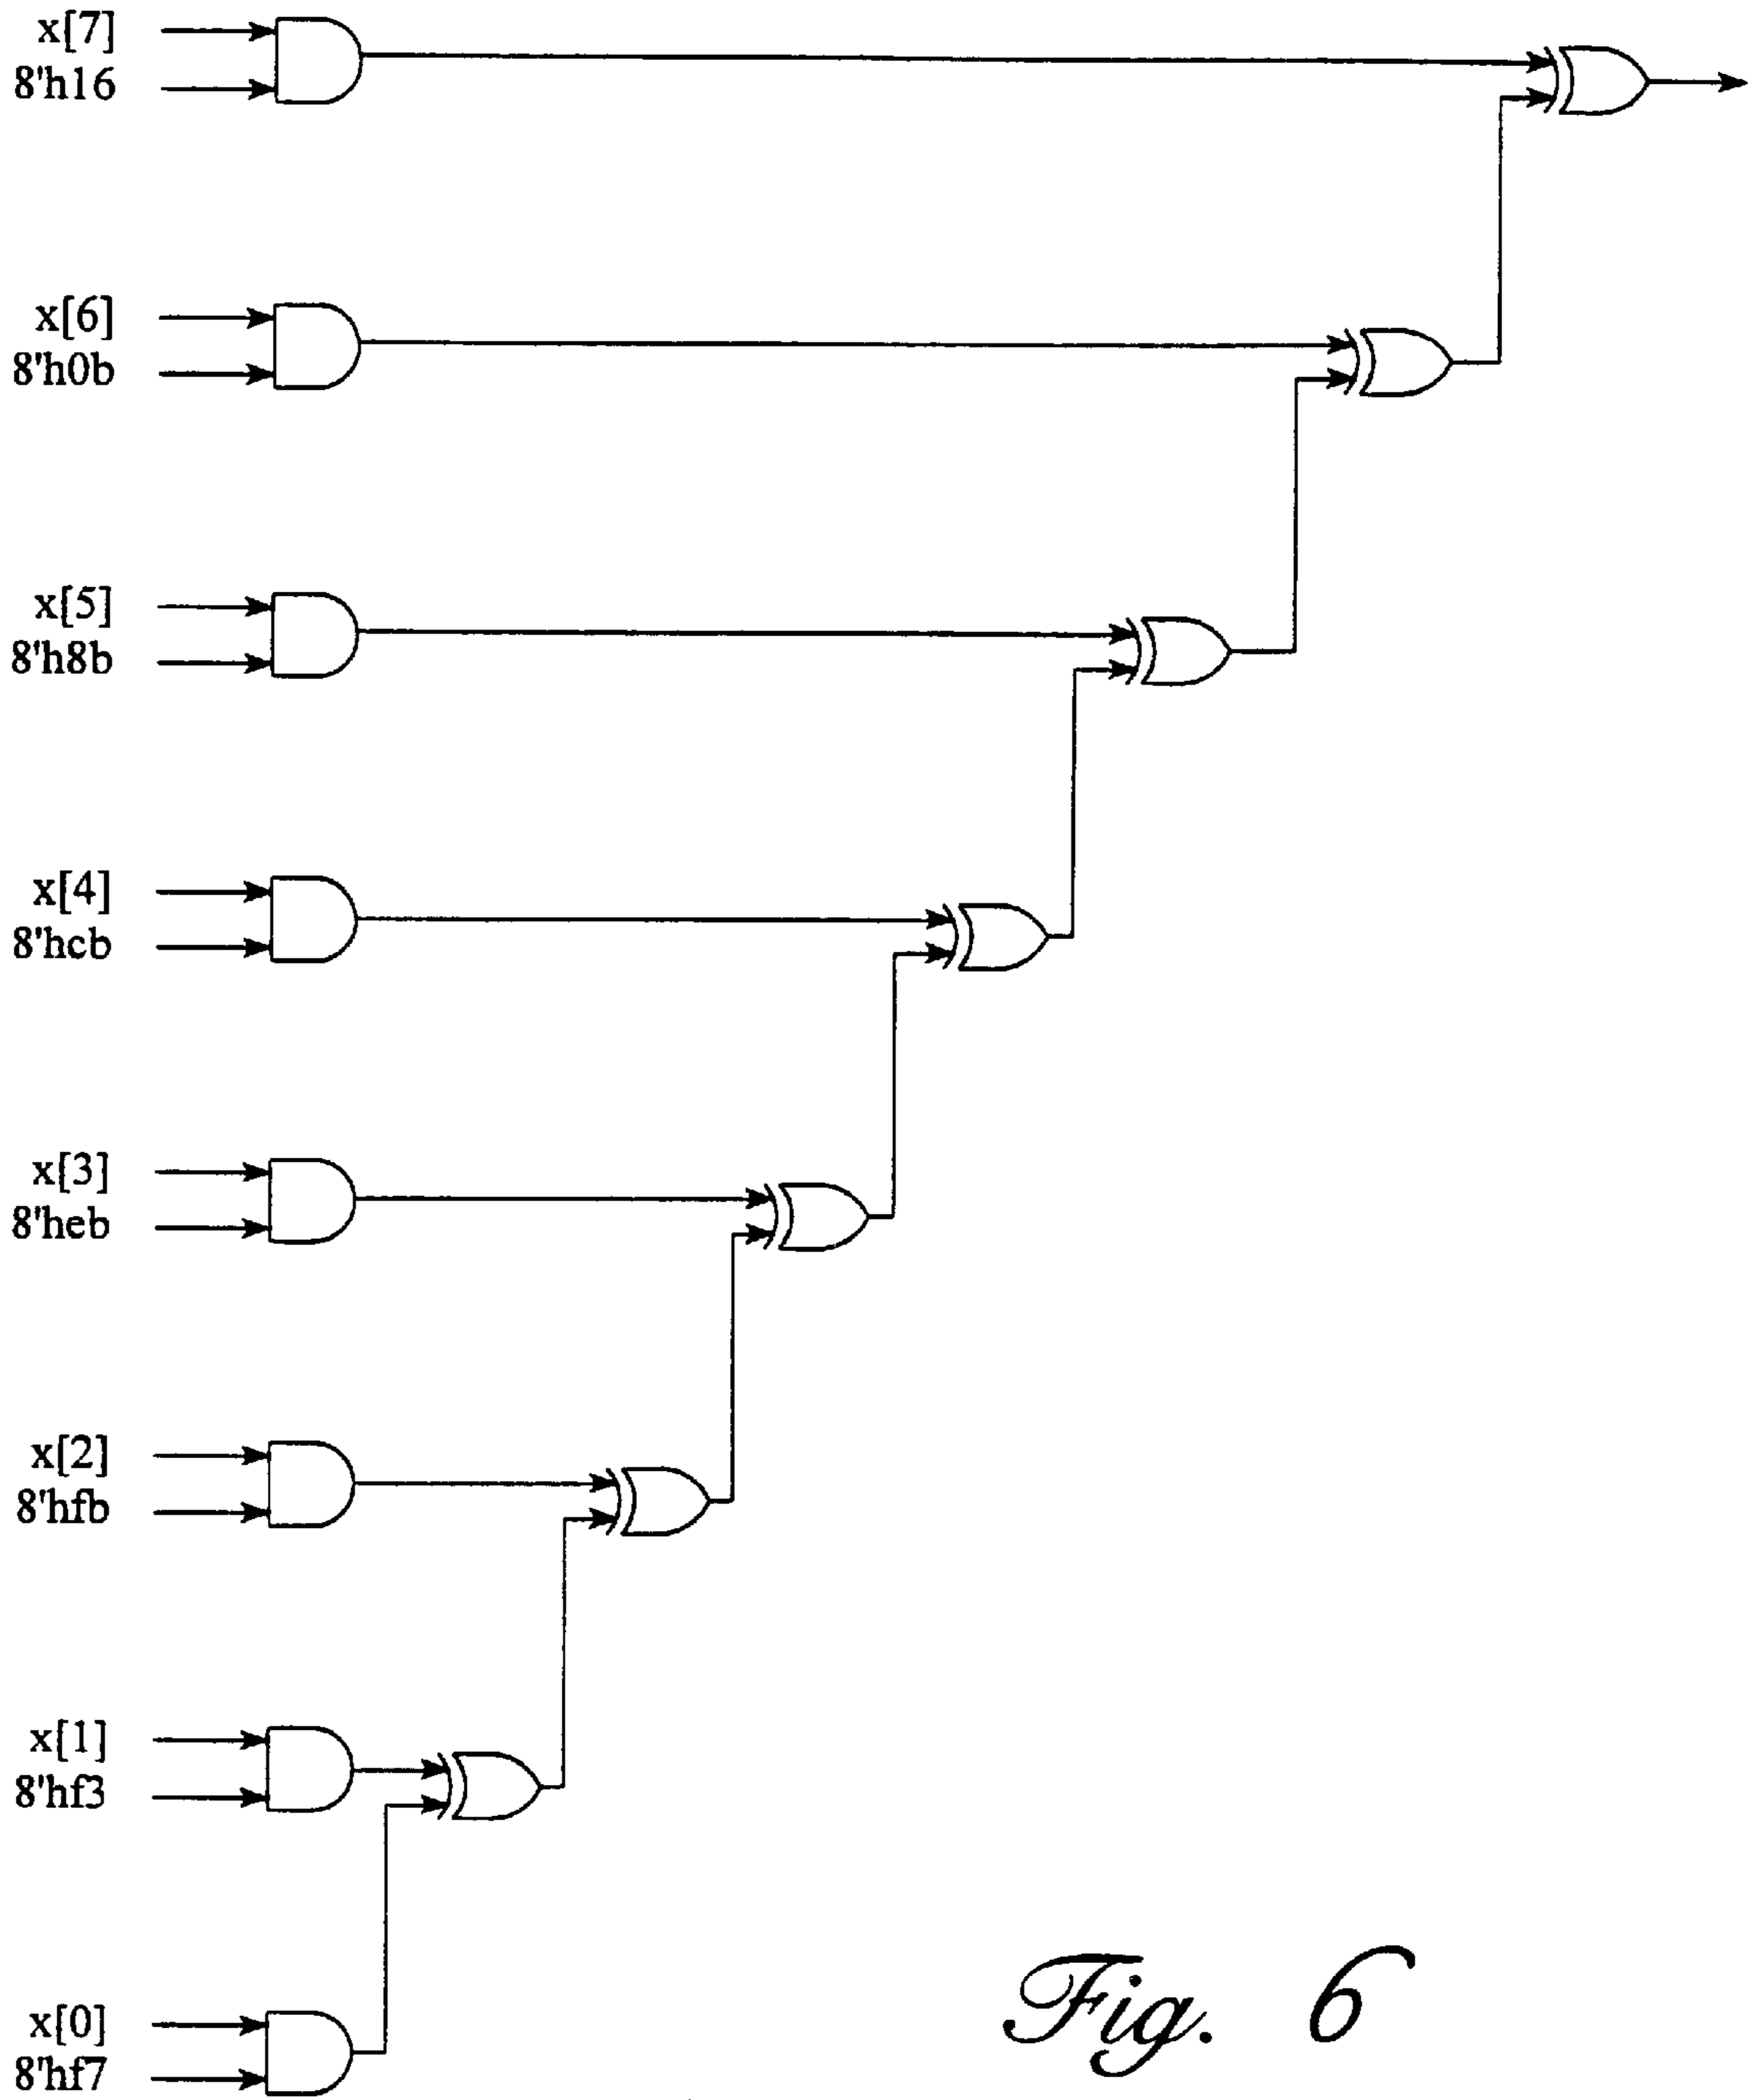 x[7]
8'h16
x[6]
8'h0b
x[5]
8'h8b
x[4]
8'hcb
x[3]
8'heb
x[2]
8'hfb
x[1]
8'hf3
x[0]
8'hf7
Fig. 6